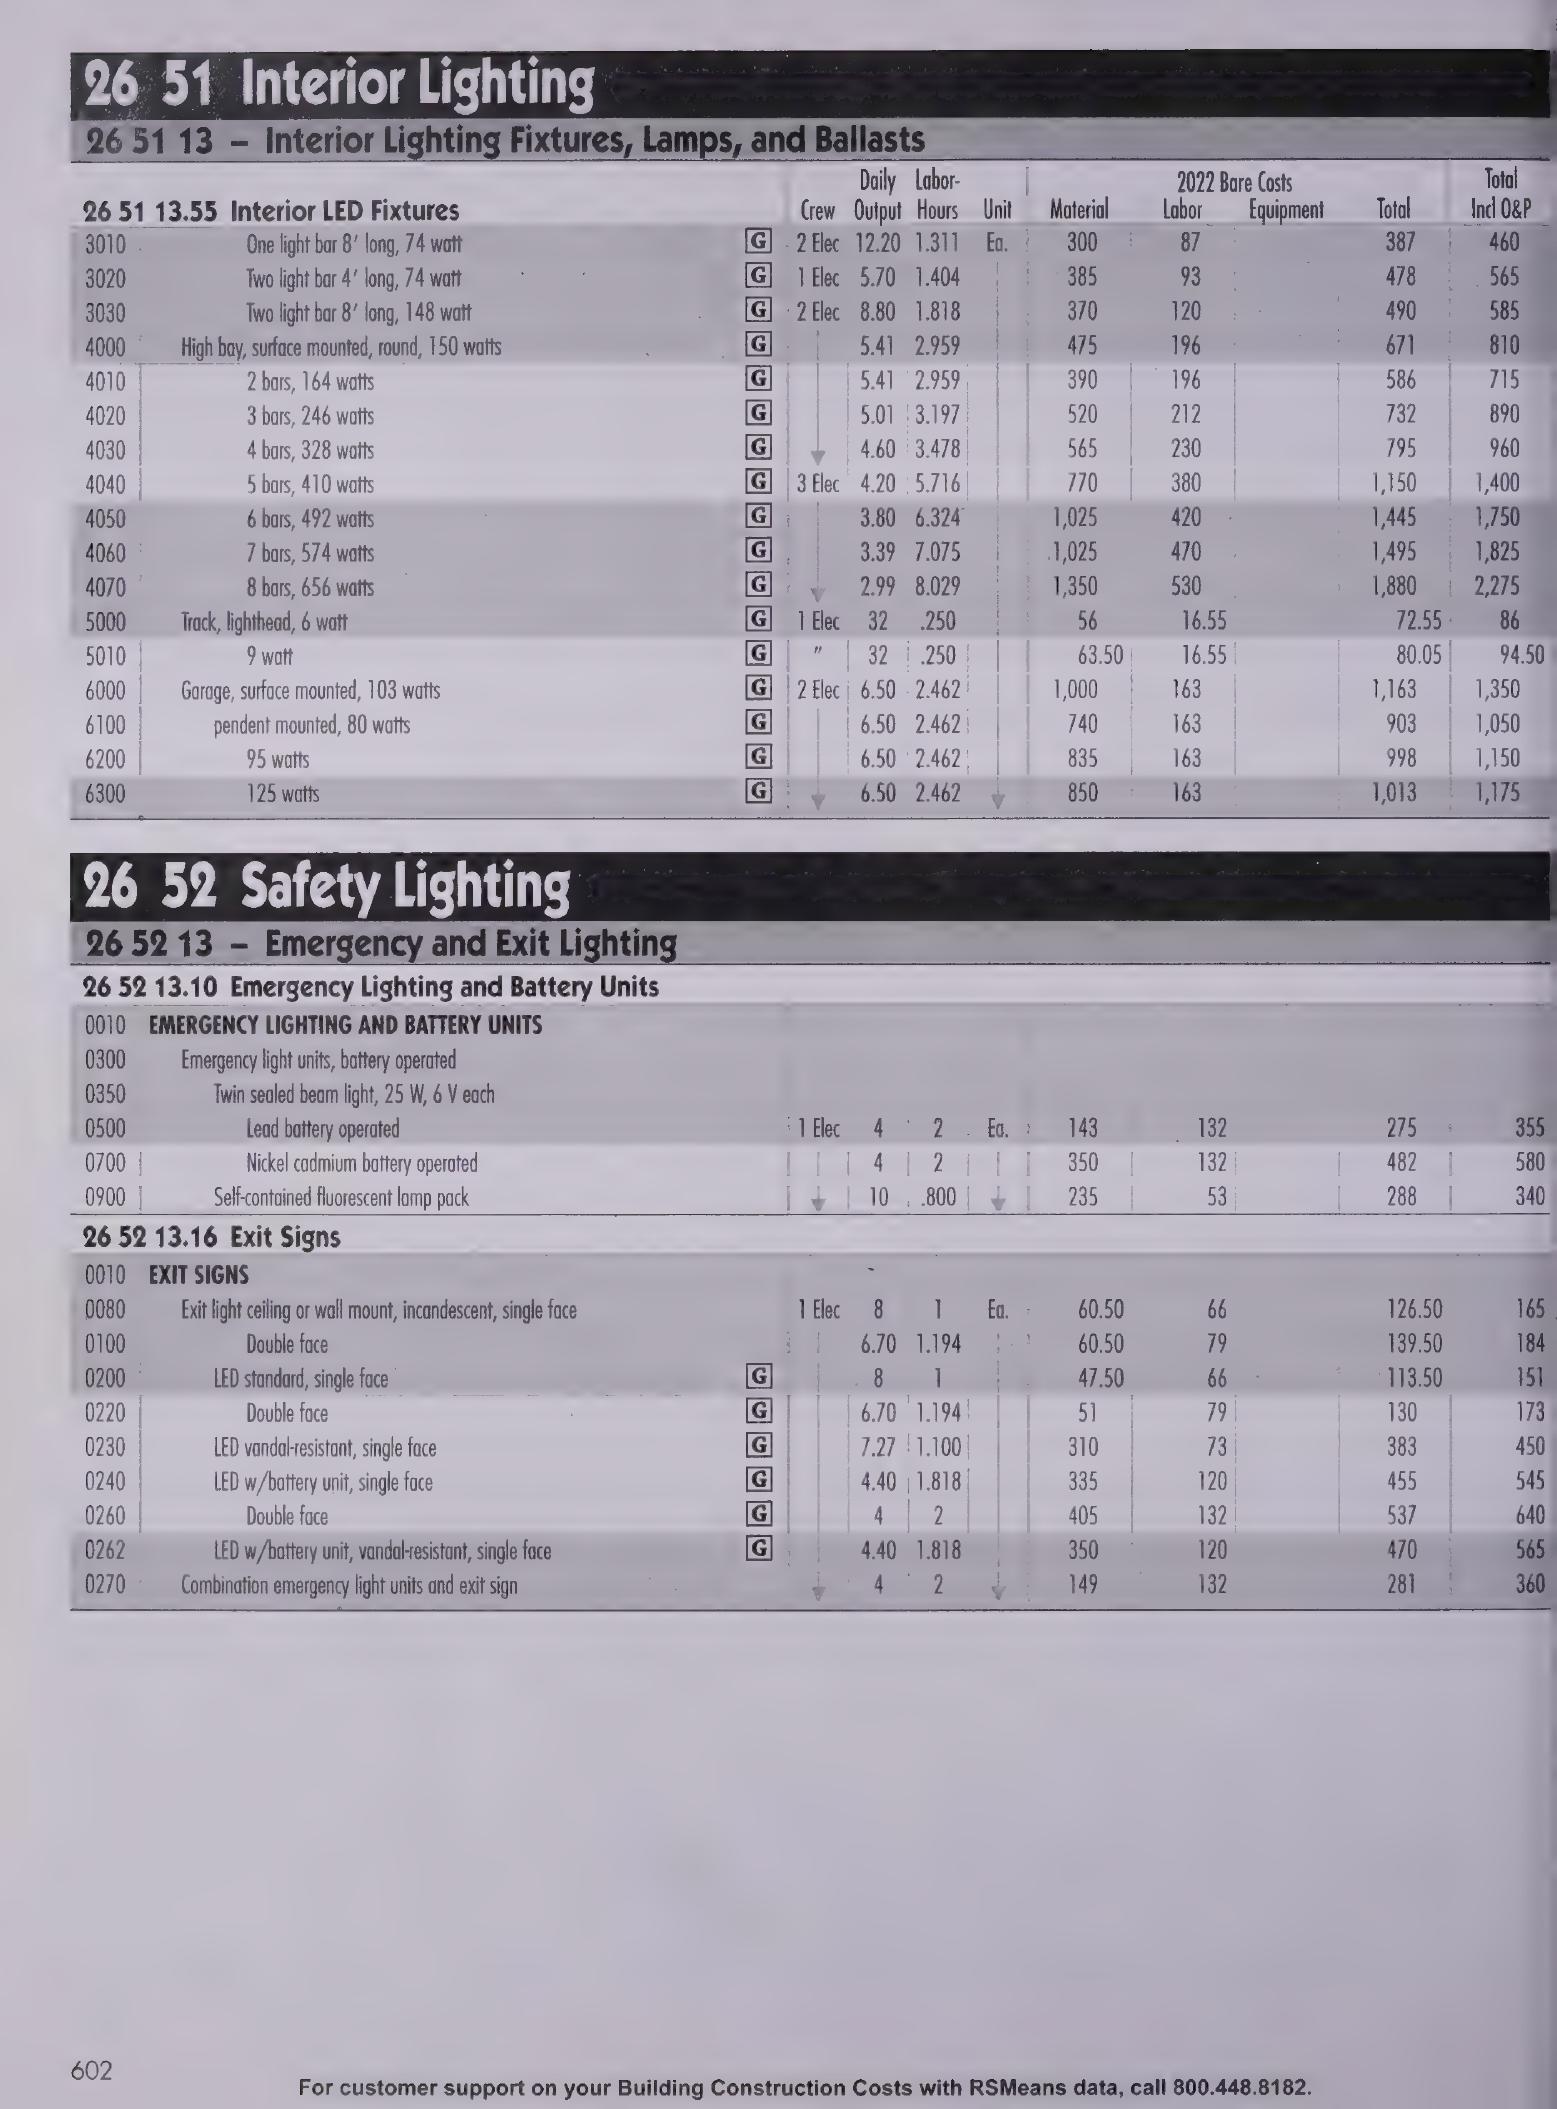 26 51 Interior Lighting
26 51 13 – Interior Lighting Fixtures, Lamps, and Ballasts
Daily Labor- 2022 Bare Costs Total
26 51 13.55 Interior LED Fixtures Crew Output Hours Unit Material Labor Equipment Total Incl O&P
3010 One light bar 8' long, 74 watt G 2 Elec 12.20 1.311 Ea. 300 87 387 460
3020 Two light bar 4' long, 74 watt G 1 Elec 5.70 1.404 385 93 478 565
3030 Two light bar 8' long, 148 watt G 2 Elec 8.80 1.818 370 120 490 585
4000 High bay, surface mounted, round, 150 watts G 5.41 2.959 475 196 671 810
4010 2 bars, 164 watts G 5.41 2.959 390 196 586 715
4020 3 bars, 246 watts G 5.01 3.197 520 212 732 890
4030 4 bars, 328 watts G 4.60 3.478 565 230 795 960
4040 5 bars, 410 watts G 3 Elec 4.20 5.716 770 380 1,150 1,400
4050 6 bars, 492 watts G 3.80 6.324 1,025 420 1,445 1,750
4060 7 bars, 574 watts G 3.39 7.075 1,025 470 1,495 1,825
4070 8 bars, 656 watts G 2.99 8.029 1,350 530 1,880 2,275
5000 Track, lighthead, 6 watt G 1 Elec 32 .250 56 16.55 72.55 86
5010 9 watt G " 32 .250 63.50 16.55 80.05 94.50
6000 Garage, surface mounted, 103 watts G 2 Elec 6.50 2.462 1,000 163 1,163 1,350
6100 pendent mounted, 80 watts G 6.50 2.462 740 163 903 1,050
6200 95 watts G 6.50 2.462 835 163 998 1,150
6300 125 watts G 6.50 2.462 850 163 1,013 1,175
26 52 Safety Lighting
26 52 13 – Emergency and Exit Lighting
26 52 13.10 Emergency Lighting and Battery Units
0010 EMERGENCY LIGHTING AND BATTERY UNITS
0300 Emergency light units, battery operated
0350 Twin sealed beam light, 25 W, 6 V each
0500 Lead battery operated 1 Elec 4 2 Ea. 143 132 275 355
0700 Nickel cadmium battery operated 4 2 350 132 482 580
0900 Self-contained fluorescent lamp pack 10 .800 235 53 288 340
26 52 13.16 Exit Signs
0010 EXIT SIGNS
0080 Exit light ceiling or wall mount, incandescent, single face 1 Elec 8 1 Ea. 60.50 66 126.50 165
0100 Double face 6.70 1.194 60.50 79 139.50 184
0200 LED standard, single face G 8 1 47.50 66 113.50 151
0220 Double face G 6.70 1.194 51 79 130 173
0230 LED vandal-resistant, single face G 7.27 1.100 310 73 383 450
0240 LED w/battery unit, single face G 4.40 1.818 335 120 455 545
0260 Double face G 4 2 405 132 537 640
0262 LED w/battery unit, vandal-resistant, single face G 4.40 1.818 350 120 470 565
0270 Combination emergency light units and exit sign 4 2 149 132 281 360
602
For customer support on your Building Construction Costs with RSMeans data, call 800.448.8182.